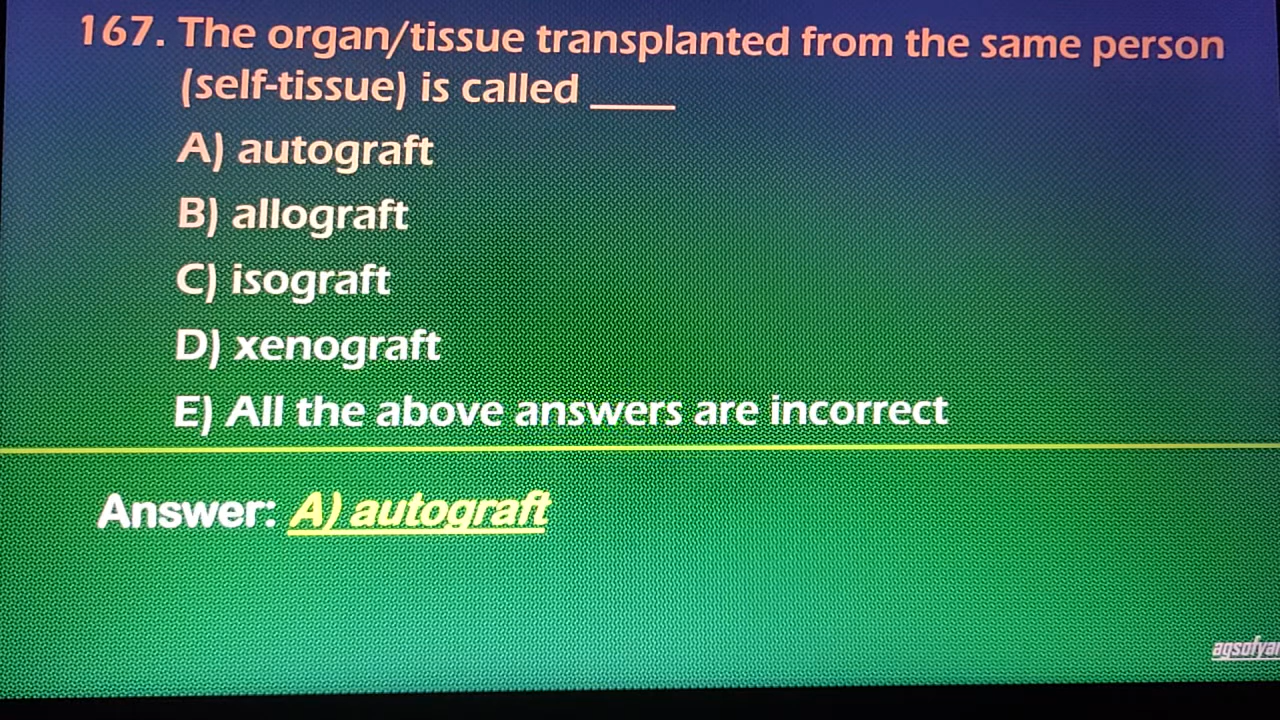 167. The organ/tissue transplanted from the same person
(self-tissue) is called ____
A) autograft
B) allograft
C) isograft
D) xenograft
E) All the above answers are incorrect
Answer: A) autograft